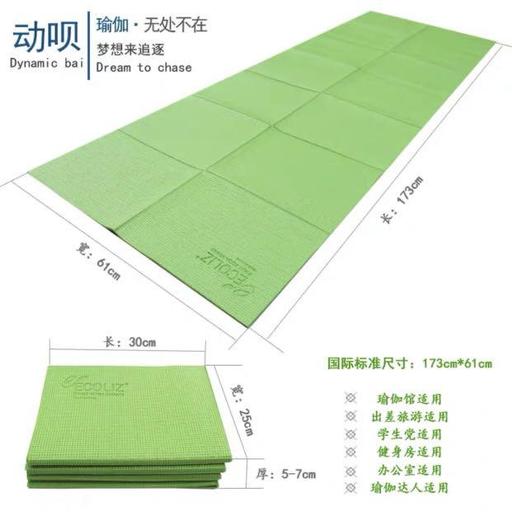 动呗
Dynamic bai
瑜伽·无处不在
梦想来追逐
Dream to chase
长: 173cm
宽: 61cm
ECOLIZ
长: 30cm
ECOLIZ
宽: 25cm
厚: 5-7cm
国际标准尺寸: 173cm*61cm
瑜伽馆适用
出差旅游适用
学生党适用
健身房适用
办公室适用
瑜伽达人适用